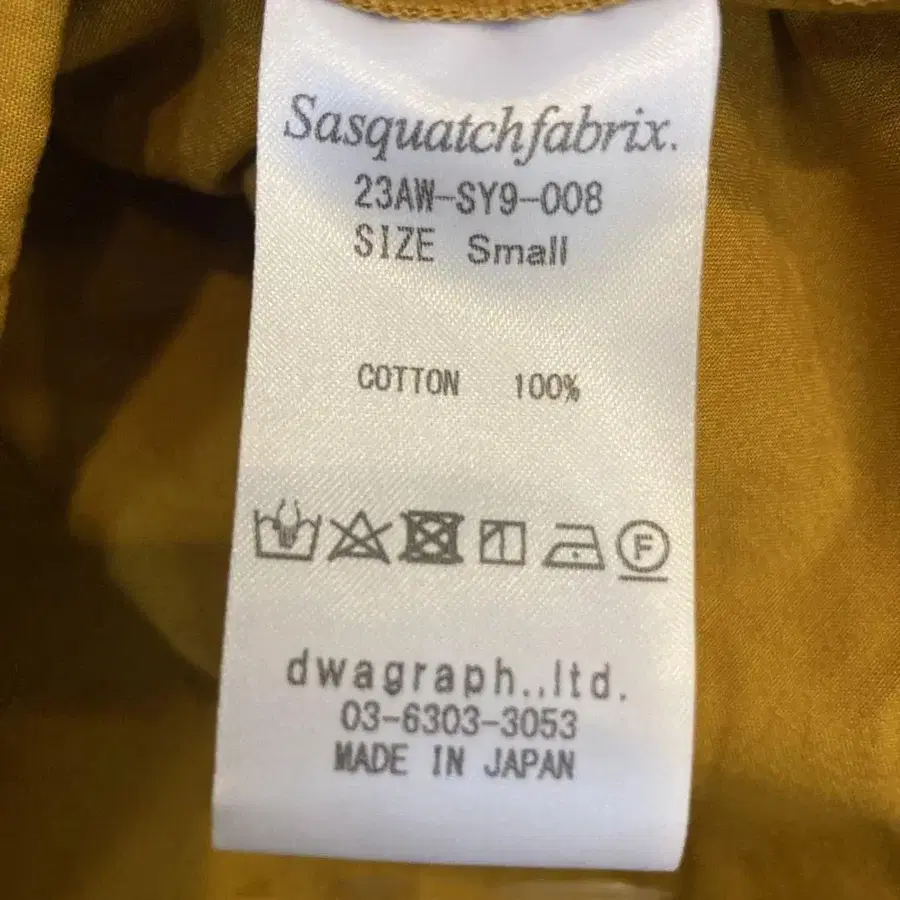 Sasquatchfabrix.
23AW-SY9-008
SIZE Small
COTTON 100%
F
dwagraph.,ltd.
03-6303-3053
MADE IN JAPAN